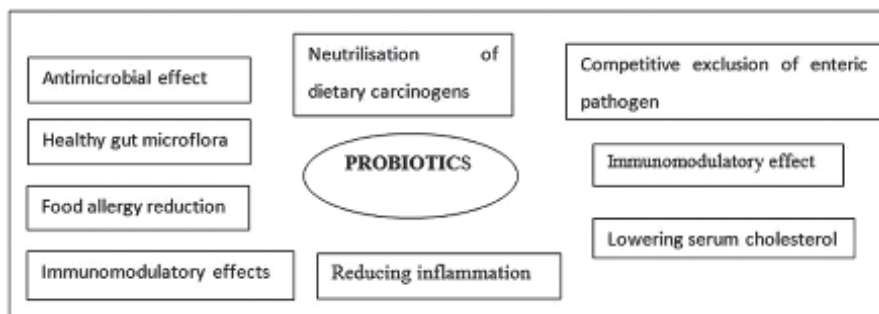 Antimicrobial effect
Healthy gut microflora
Food allergy reduction
Immunomodulatory effects
Neutrilisation of
dietary carcinogens
PROBIOTICS
Reducing inflammation
Competitive exclusion of enteric
pathogen
Immunomodulatory effect
Lowering serum cholesterol